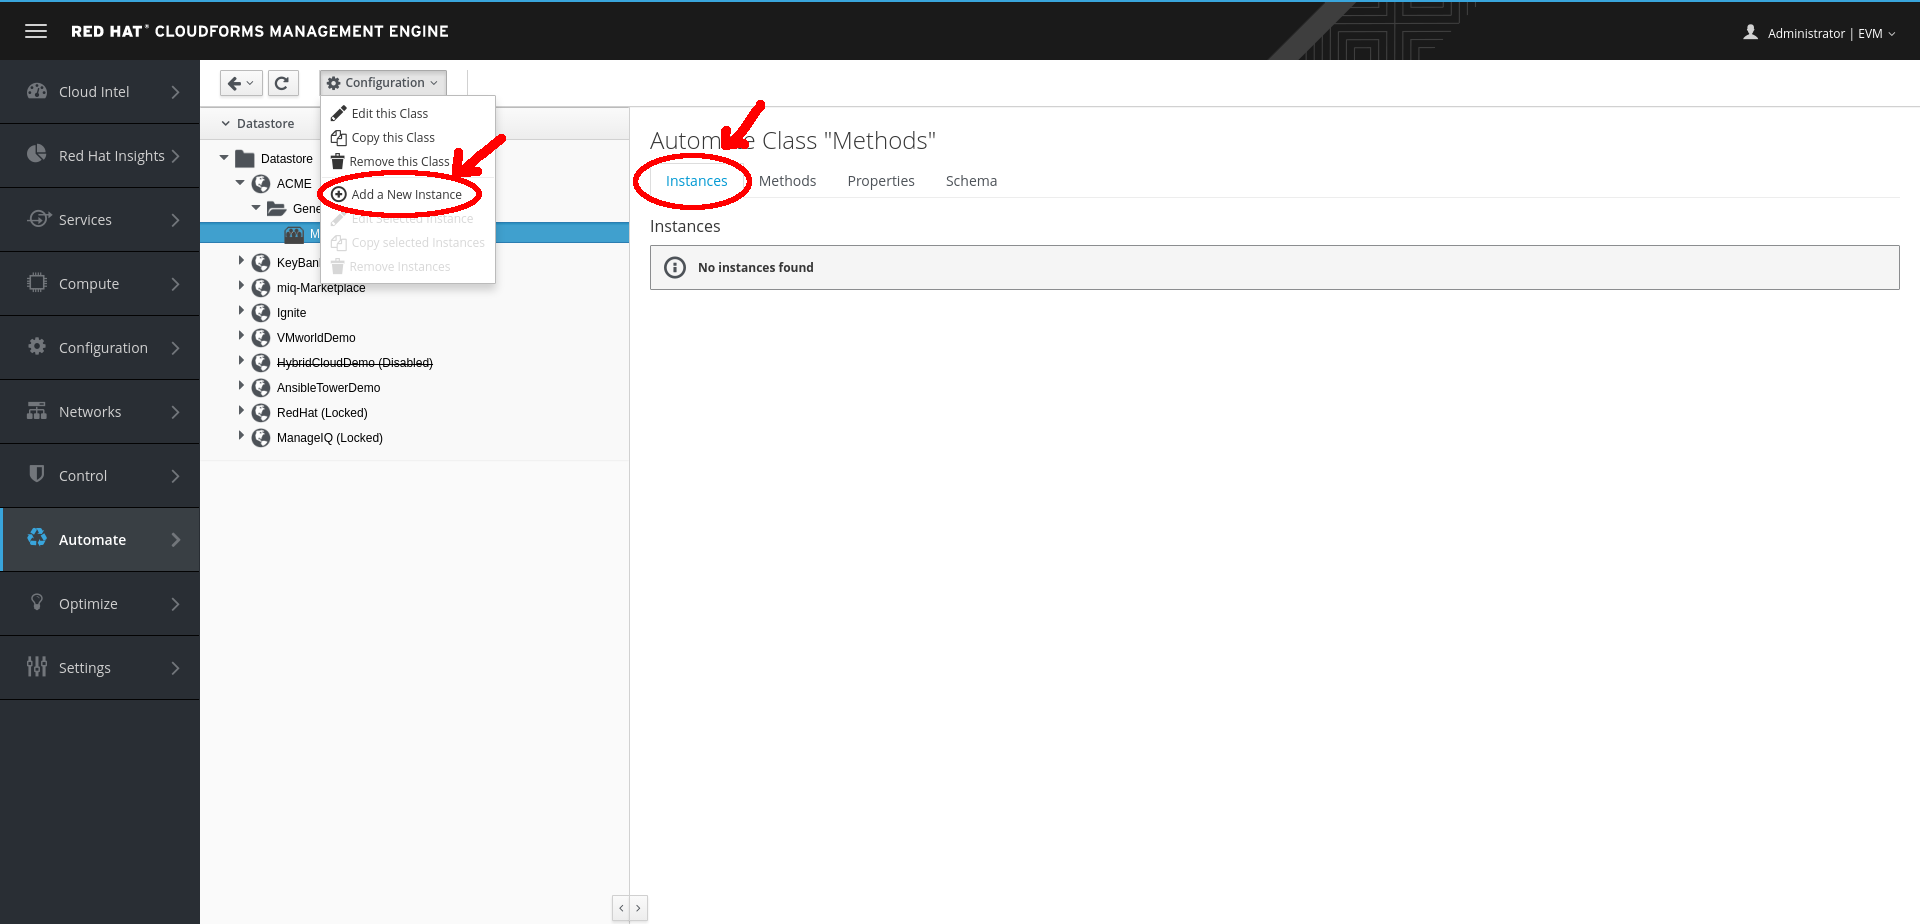 RED HAT® CLOUDFORMS MANAGEMENT ENGINE
Administrator | EVM
Cloud Intel
Red Hat Insights
Services
Compute
Configuration
Networks
Control
Automate
Optimize
Settings
Configuration
Edit this Class
Copy this Class
Remove this Class
Add a New Instance
Edit Selected Instance
Copy selected Instances
Remove Instances
Datastore
Datastore
ACME
Gene
M
KeyBan
miq-Marketplace
Ignite
VMworldDemo
HybridCloudDemo (Disabled)
AnsibleTowerDemo
RedHat (Locked)
ManageIQ (Locked)
Autom e Class "Methods"
Instances Methods Properties Schema
Instances
No instances found